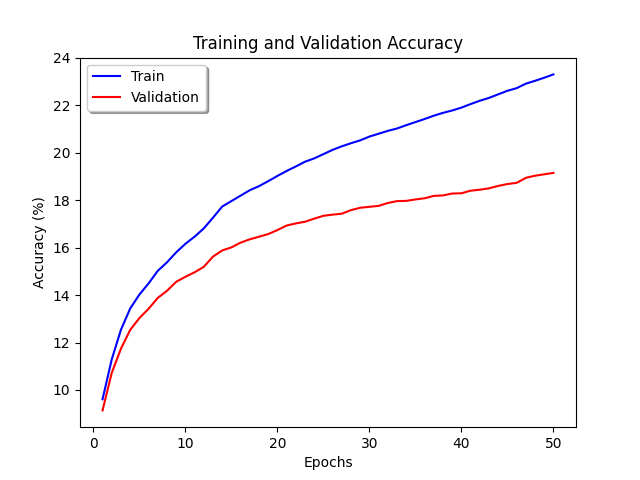 Training and Validation Accuracy
Train
Validation
24
22
20
18
16
14
12
10
Accuracy (%)
0 10 20 30 40 50
Epochs